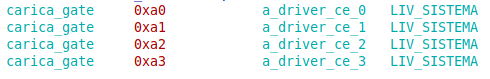 carica_gate 0xa0 a_driver_ce_0 LIV_SISTEMA
carica_gate 0xa1 a_driver_ce_1 LIV_SISTEMA
carica_gate 0xa2 a_driver_ce_2 LIV_SISTEMA
carica_gate 0xa3 a_driver_ce_3 LIV_SISTEMA